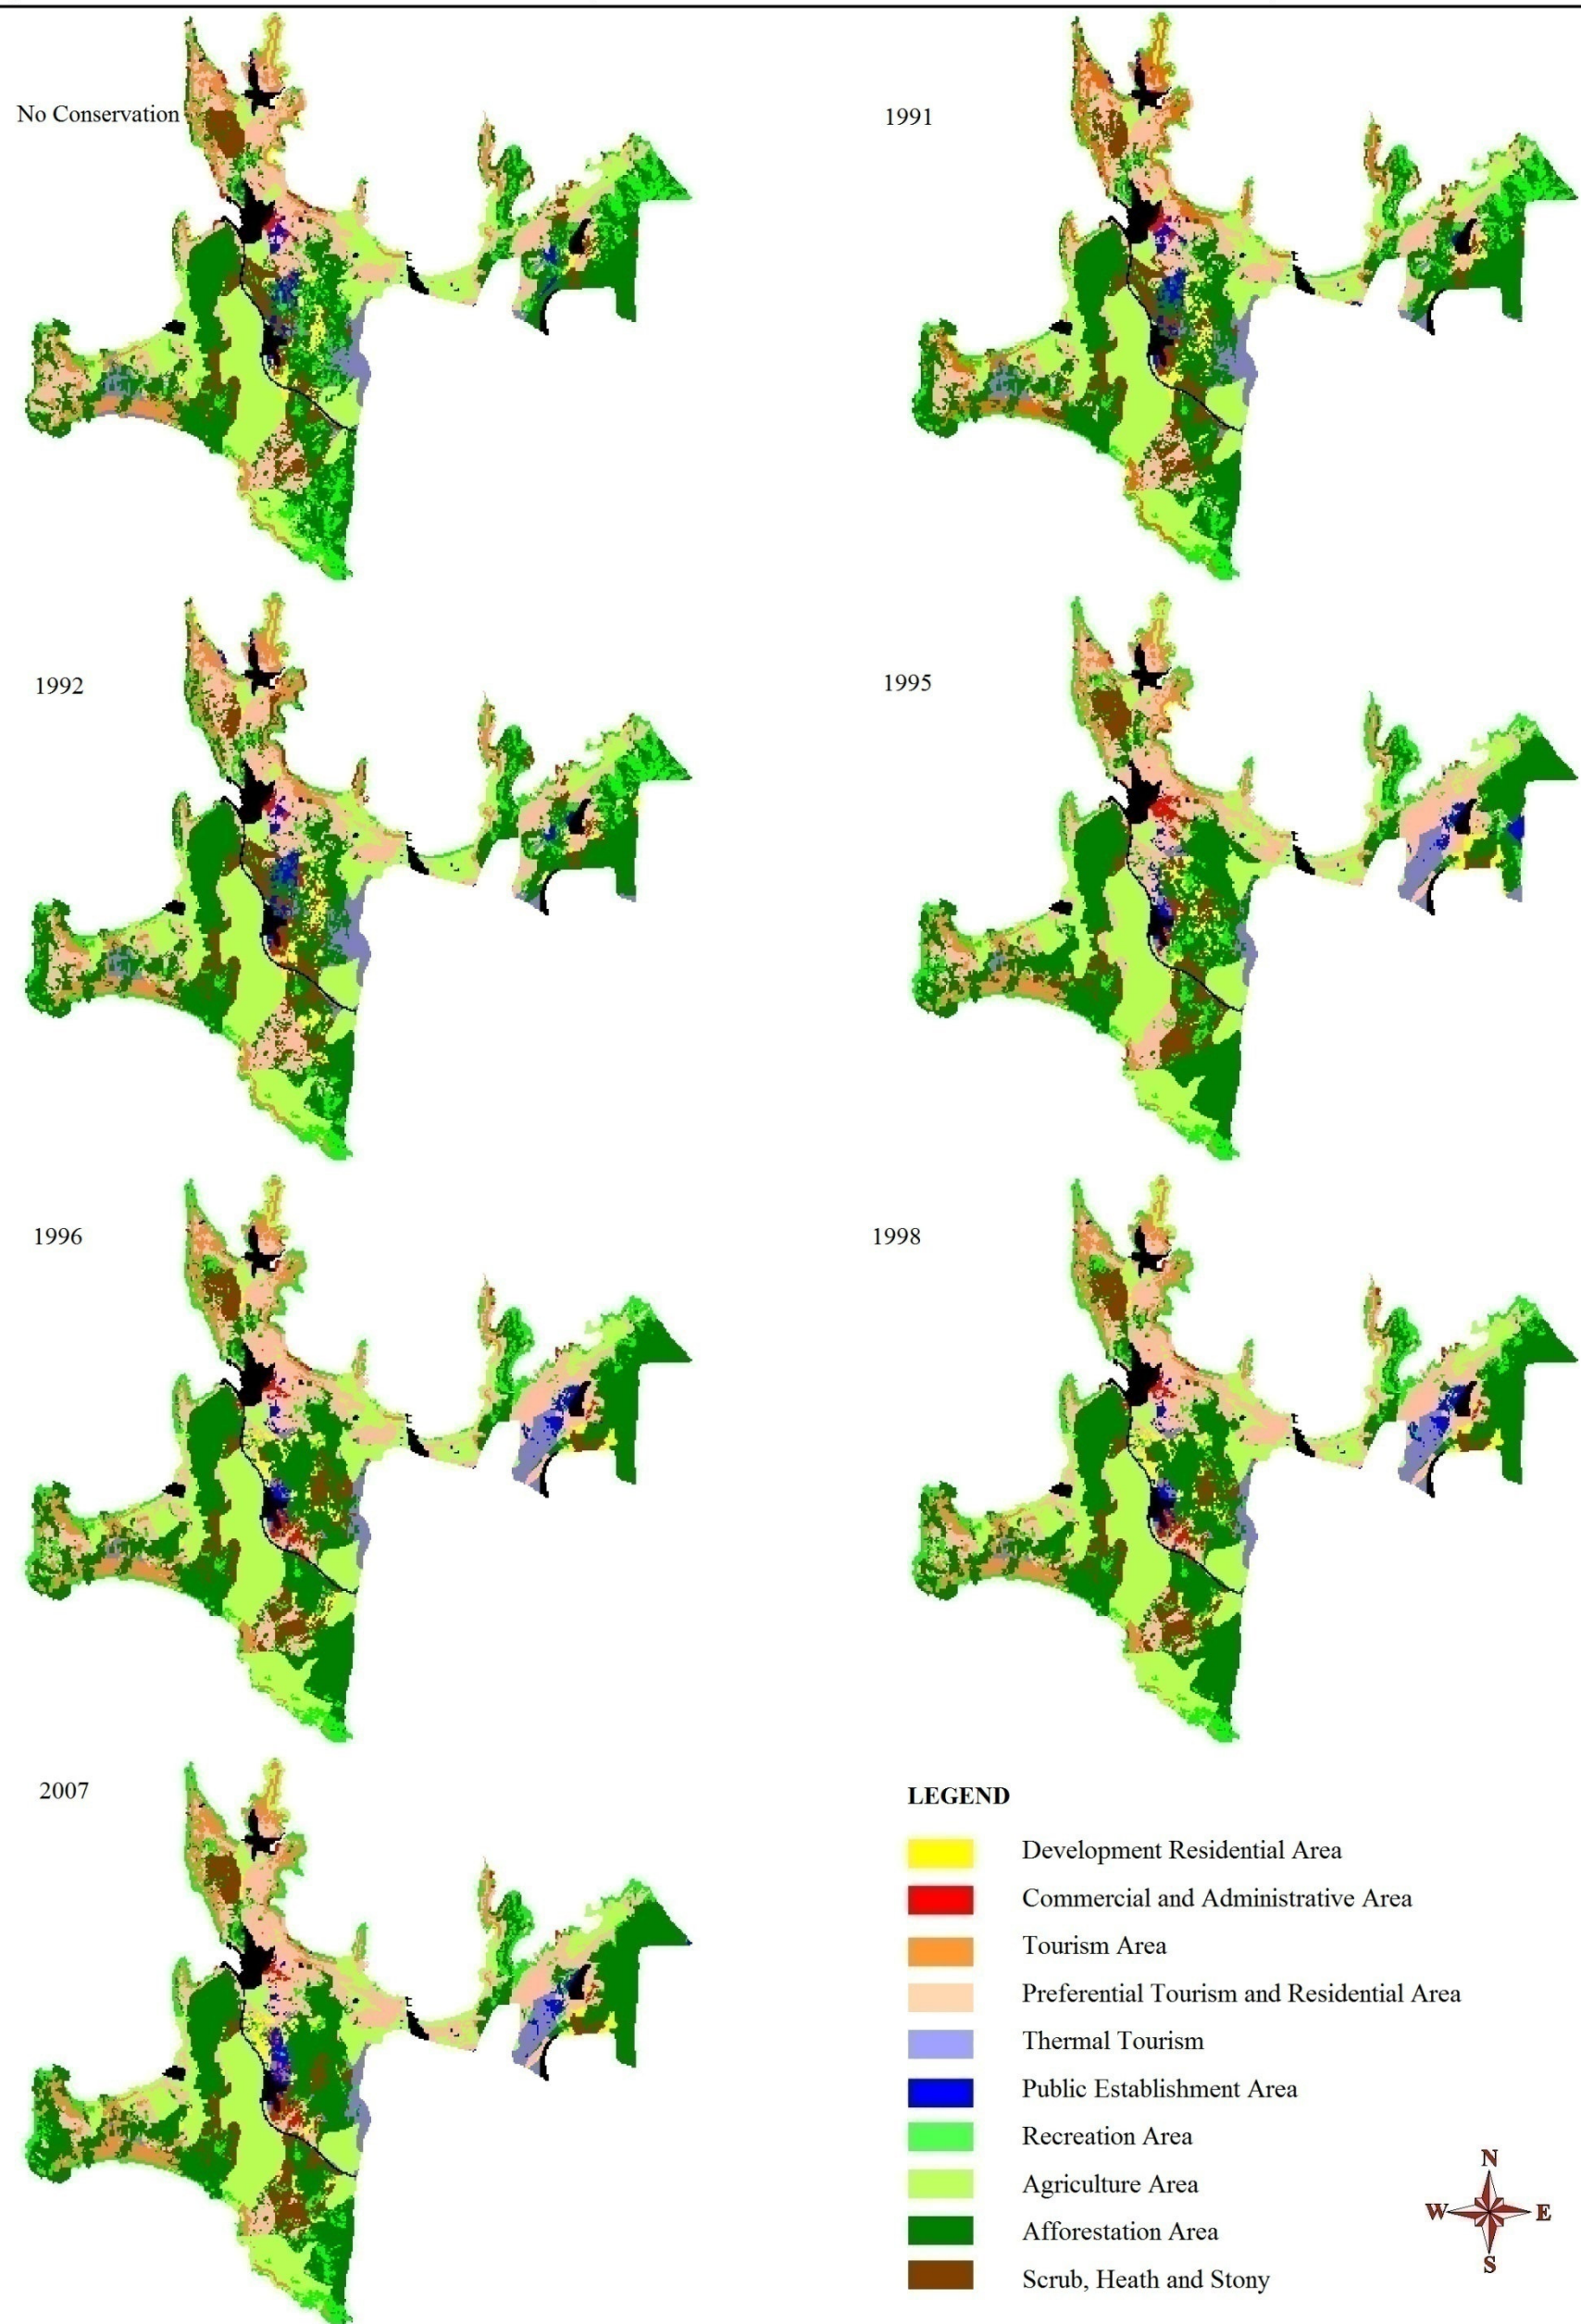 No Conservation
1991
1992
1995
1996
1998
2007
LEGEND
Development Residential Area
Commercial and Administrative Area
Tourism Area
Preferential Tourism and Residential Area
Thermal Tourism
Public Establishment Area
Recreation Area
Agriculture Area
Afforestation Area
Scrub, Heath and Stony
N
W E
S